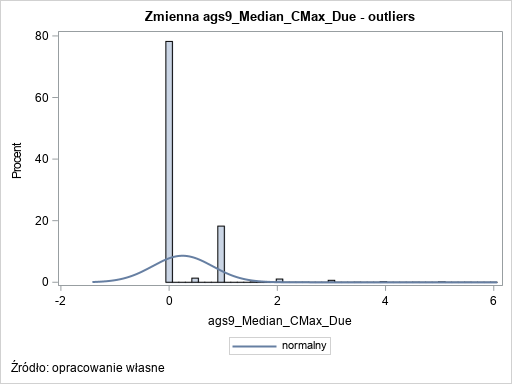 Zmienna ags9_Median_CMax_Due - outliers
80
60
40
20
0
Procent
-2
0
2
4
6
ags9_Median_CMax_Due
normalny
Źródło: opracowanie własne